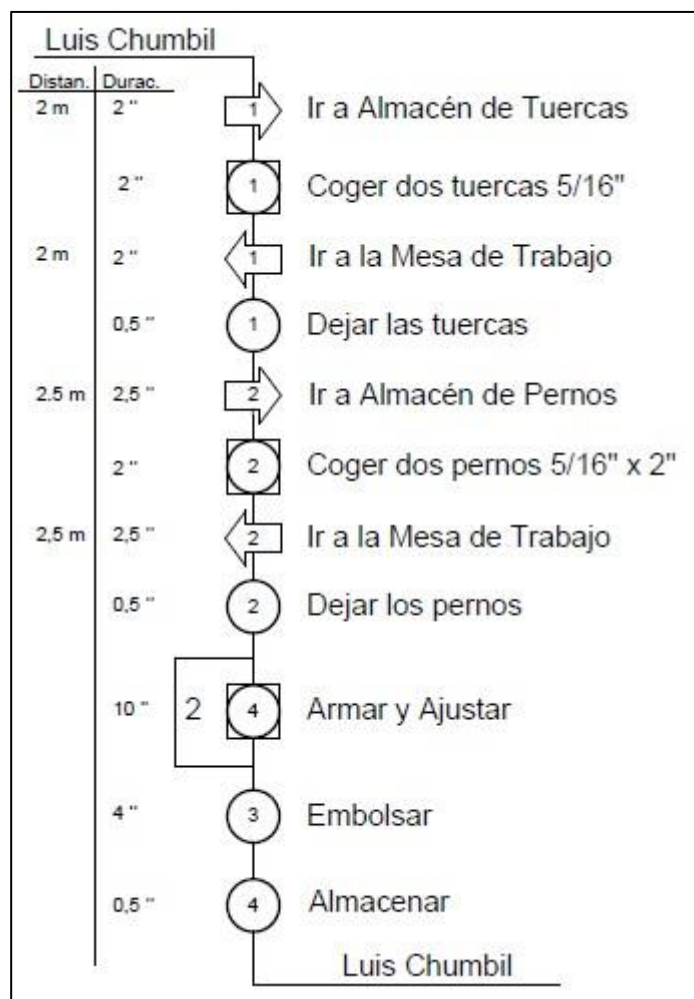 Luis Chumbil
Distan. Durac.
2 m 2 " 1 Ir a Almacén de Tuercas
2 " 1 Coger dos tuercas 5/16"
2 m 2 " 1 Ir a la Mesa de Trabajo
0,5 " 1 Dejar las tuercas
2.5 m 2,5 " 2 Ir a Almacén de Pernos
2 " 2 Coger dos pernos 5/16" x 2"
2,5 m 2,5 " 2 Ir a la Mesa de Trabajo
0,5 " 2 Dejar los pernos
10 " 2 4 Armar y Ajustar
4 " 3 Embolsar
0,5 " 4 Almacenar
Luis Chumbil